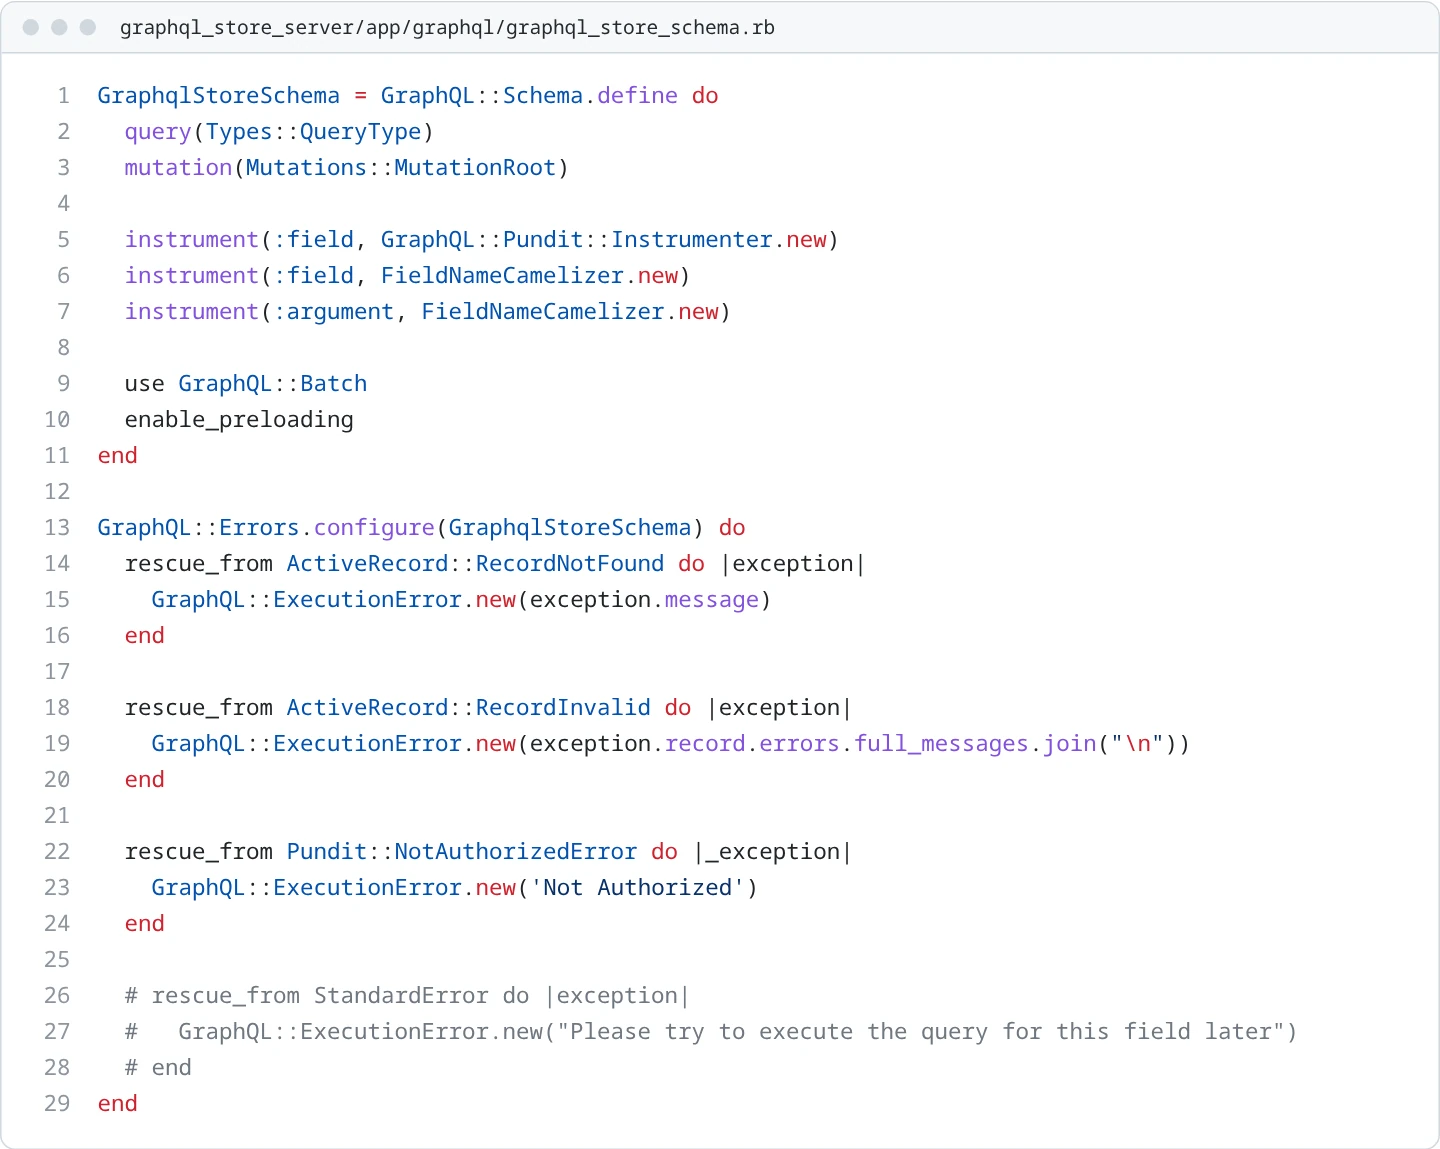 graphql_store_server/app/graphql/graphql_store_schema.rb
1 GraphqlStoreSchema = GraphQL::Schema.define do
2   query(Types::QueryType)
3   mutation(Mutations::MutationRoot)
4
5   instrument(:field, GraphQL::Pundit::Instrumenter.new)
6   instrument(:field, FieldNameCamelizer.new)
7   instrument(:argument, FieldNameCamelizer.new)
8
9   use GraphQL::Batch
10   enable_preloading
11 end
12
13 GraphQL::Errors.configure(GraphqlStoreSchema) do
14   rescue_from ActiveRecord::RecordNotFound do |exception|
15     GraphQL::ExecutionError.new(exception.message)
16   end
17
18   rescue_from ActiveRecord::RecordInvalid do |exception|
19     GraphQL::ExecutionError.new(exception.record.errors.full_messages.join("\n"))
20   end
21
22   rescue_from Pundit::NotAuthorizedError do |_exception|
23     GraphQL::ExecutionError.new('Not Authorized')
24   end
25
26   # rescue_from StandardError do |exception|
27   #   GraphQL::ExecutionError.new("Please try to execute the query for this field later")
28   # end
29 end